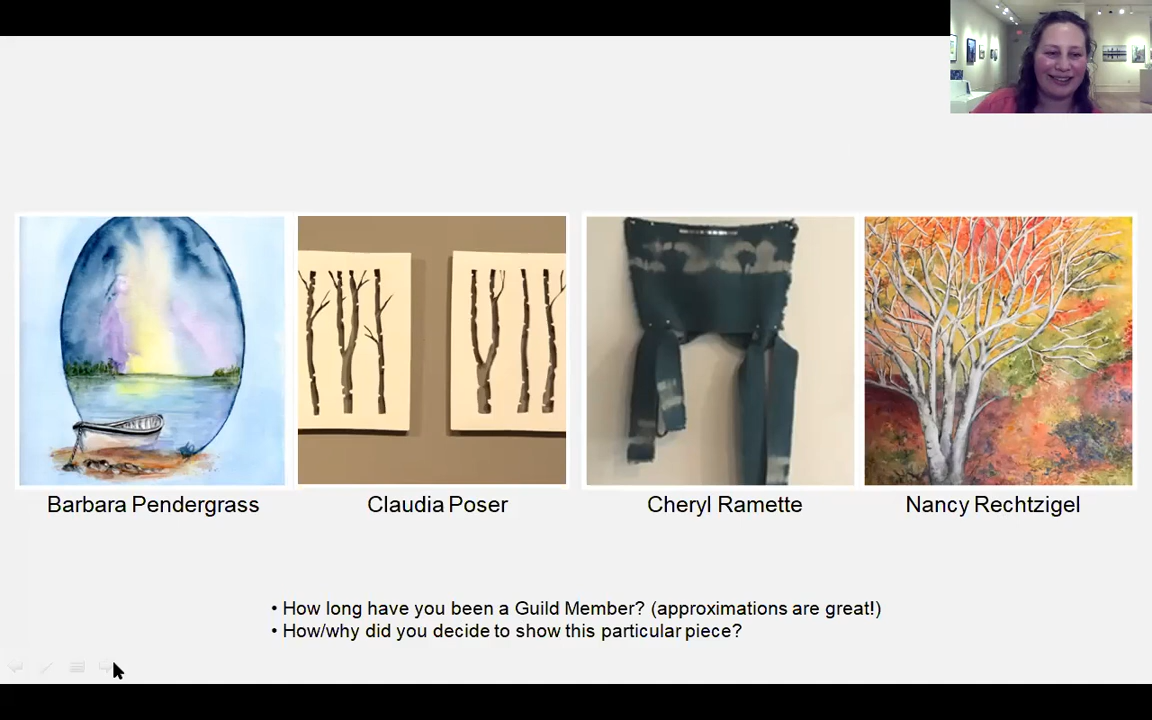 Barbara Pendergrass
Claudia Poser
Cheryl Ramette
Nancy Rechtzigel
• How long have you been a Guild Member? (approximations are great!)
• How/why did you decide to show this particular piece?